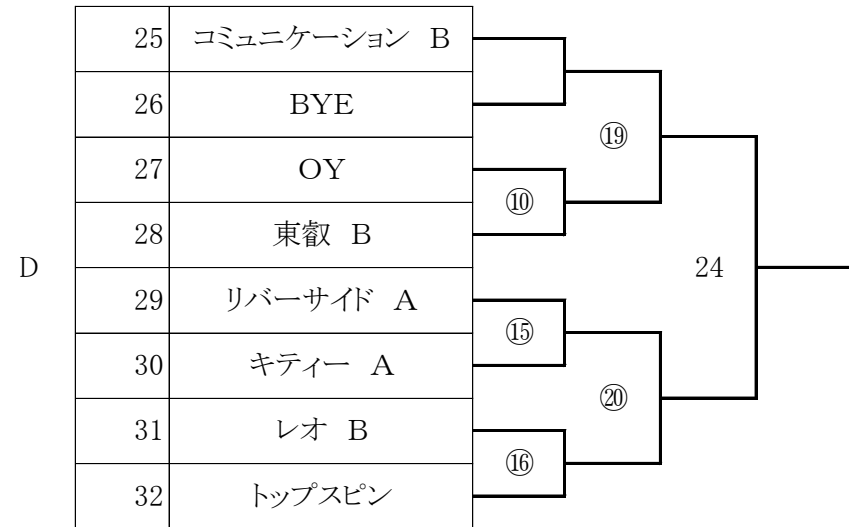 25 コミュニケーション B
26 BYE
⑲
27 OY
⑩
28 東叡 B
D
24
29 リバーサイド A
⑮
30 キティー A
⑳
31 レオ B
⑯
32 トップスピン